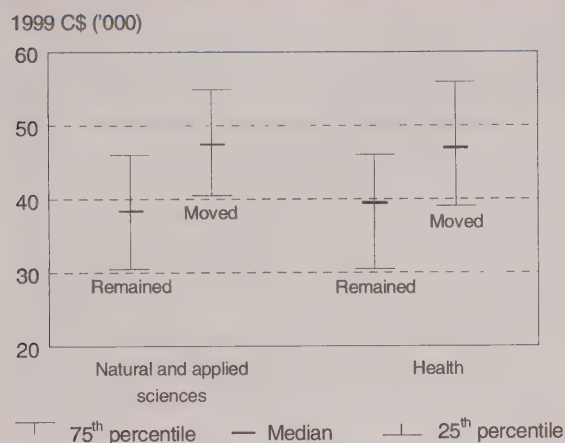 1999 C$ ('000)
60
50
40
30
20
Moved
Moved
Remained
Remained
Natural and applied
sciences
Health
75th percentile
Median
25th percentile